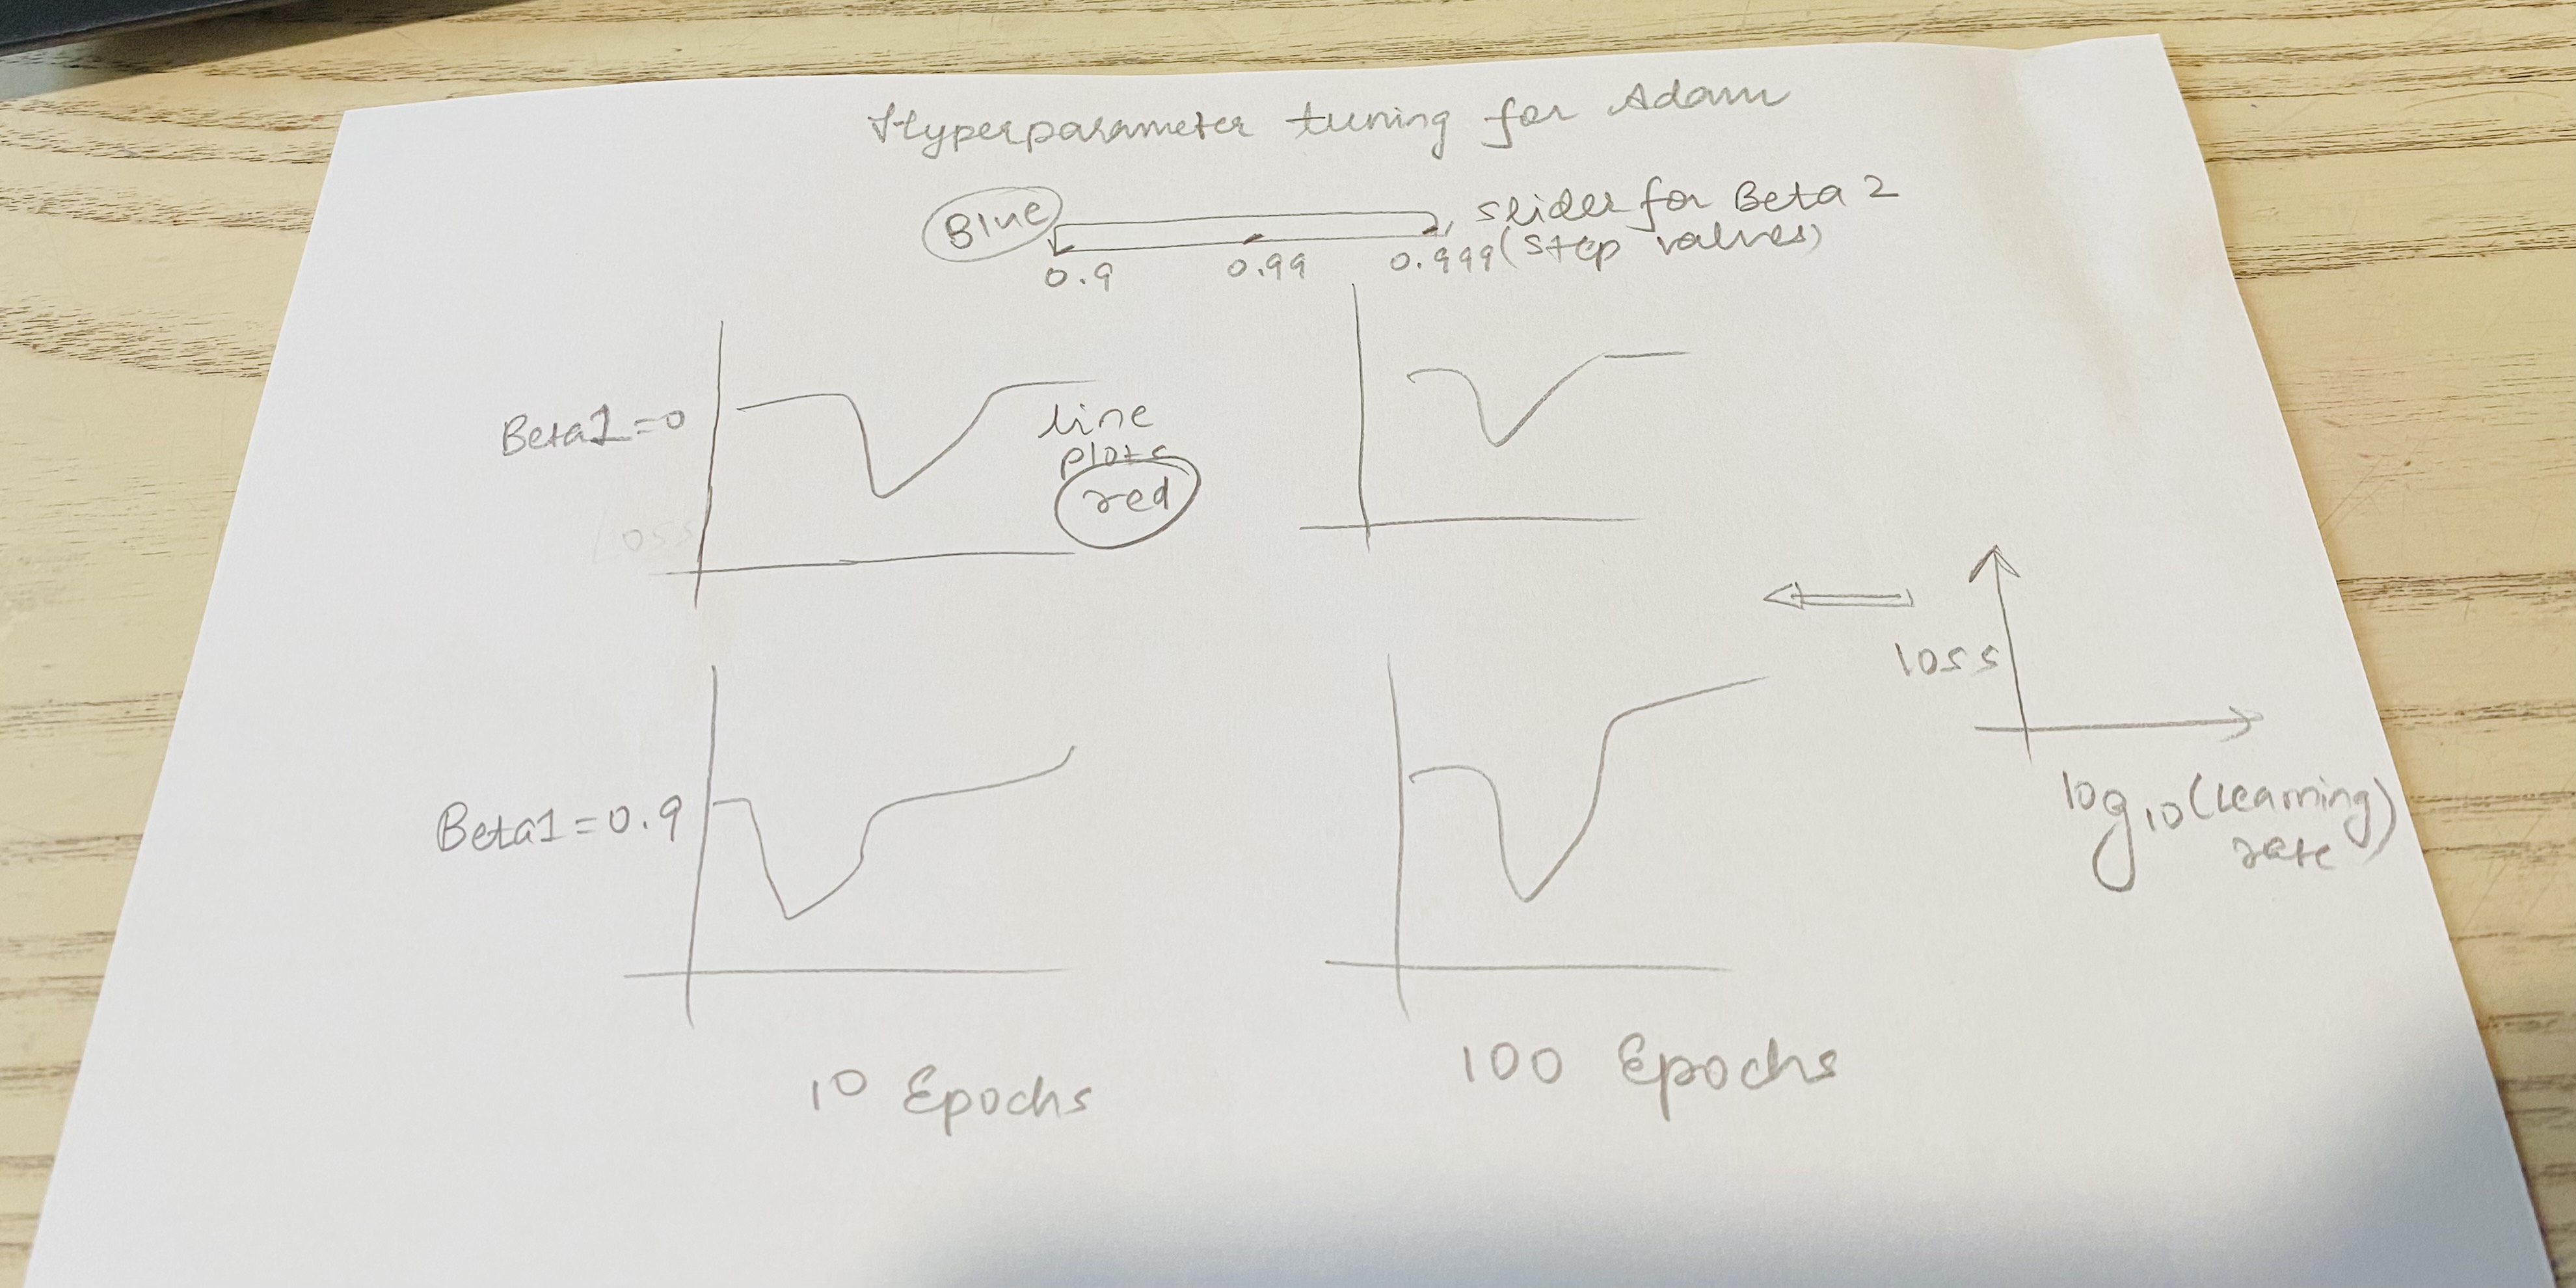 Hyperparameter tuning for Adam
Blue
slider for Beta 2
(step values)
0.9 0.99 0.999
Beta1=0
line
plots
red
Loss
loss
log10(learning
rate)
Beta1=0.9
10 Epochs
100 Epochs